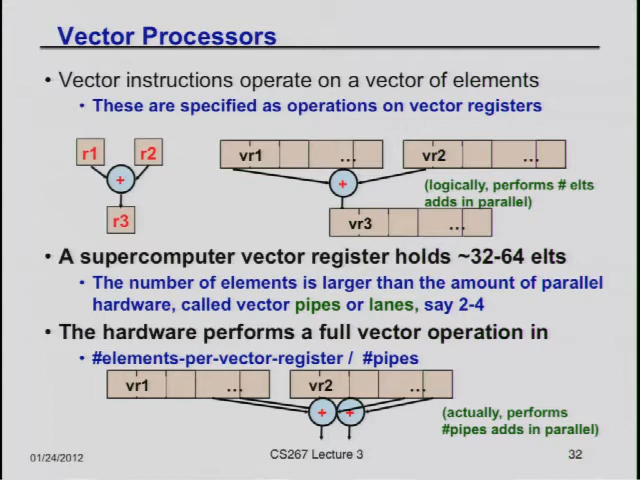 Vector Processors
• Vector instructions operate on a vector of elements
• These are specified as operations on vector registers
r1 r2 vr1 … vr2 …
+ +
(logically, performs # elts
adds in parallel)
r3 vr3 …
• A supercomputer vector register holds ~32-64 elts
• The number of elements is larger than the amount of parallel
hardware, called vector pipes or lanes, say 2-4
• The hardware performs a full vector operation in
• #elements-per-vector-register / #pipes
vr1 … vr2 …
+ +
(actually, performs
#pipes adds in parallel)
01/24/2012 CS267 Lecture 3 32